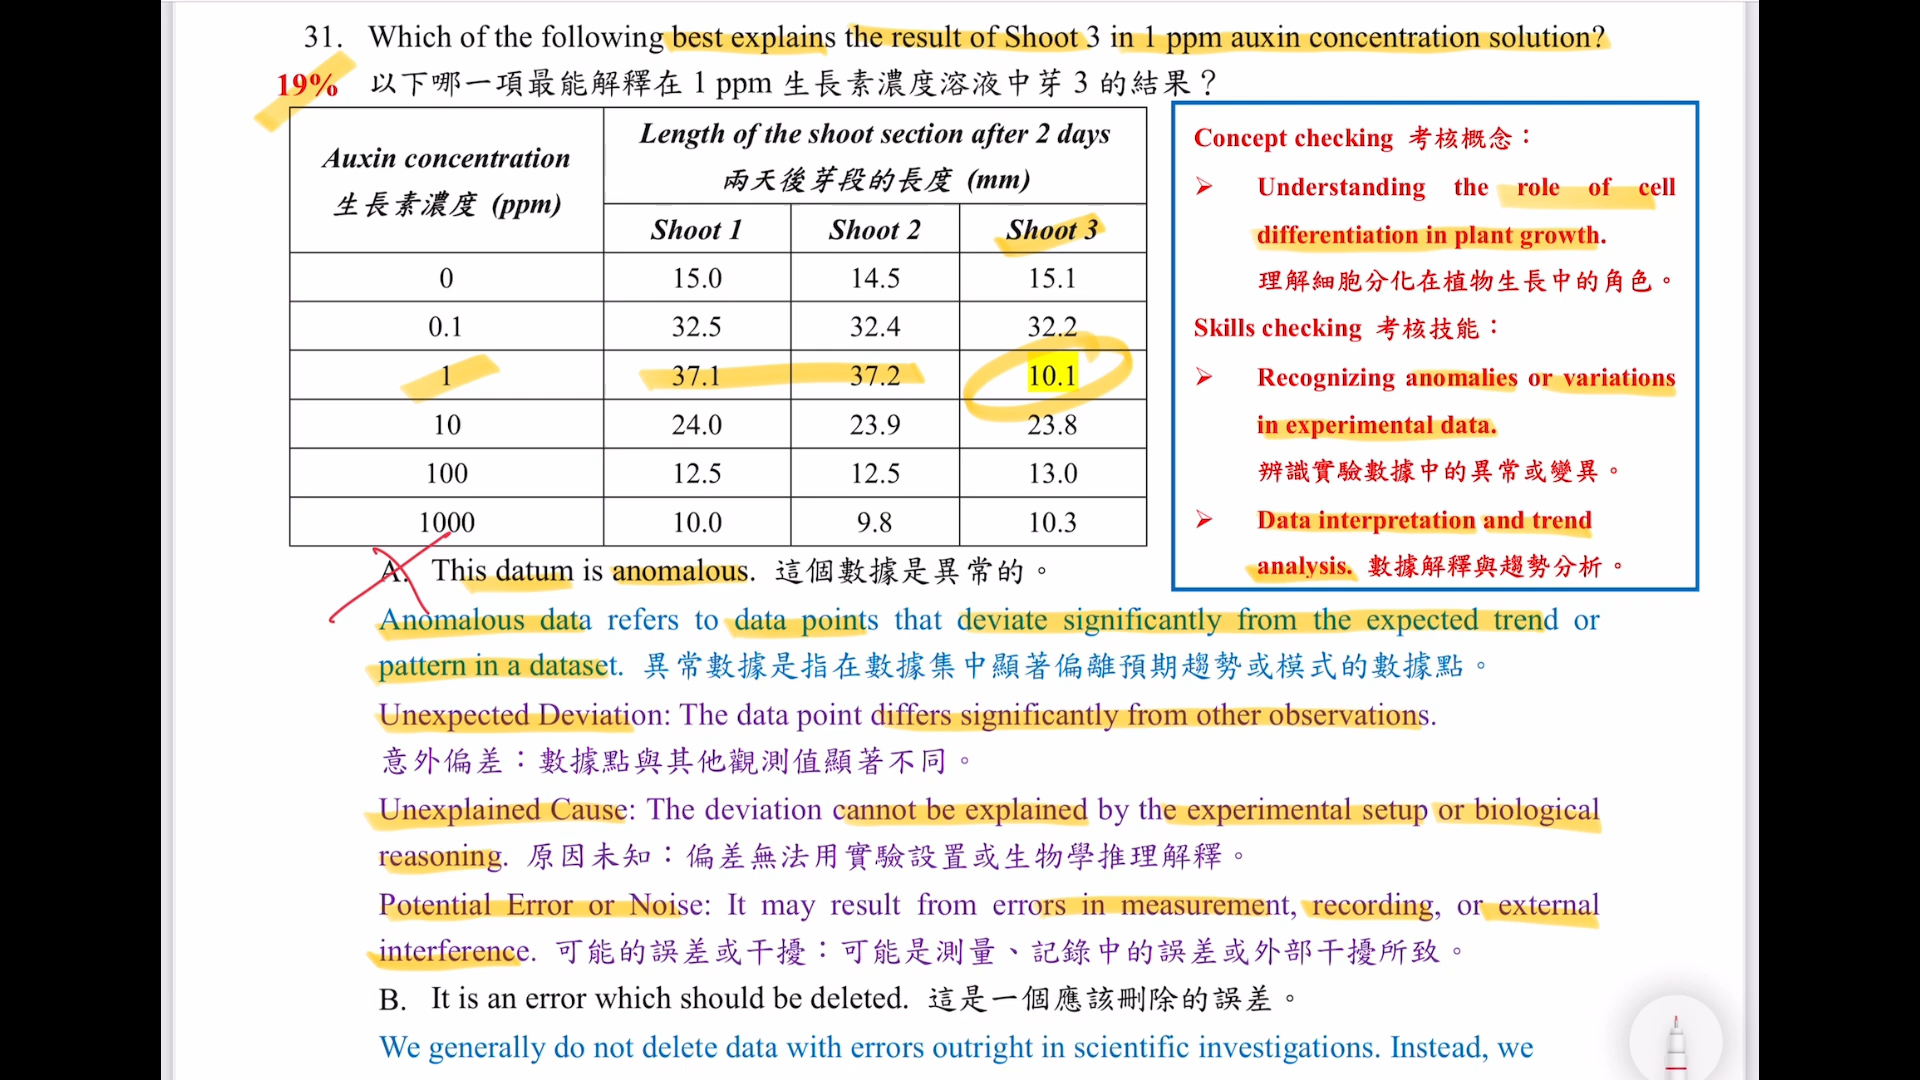 31. Which of the following best explains the result of Shoot 3 in 1 ppm auxin concentration solution?
19% 以下哪一項最能解釋在 1 ppm 生長素濃度溶液中芽 3 的結果？
Auxin concentration
生長素濃度 (ppm)
Length of the shoot section after 2 days
兩天後芽段的長度 (mm)
Shoot 1 Shoot 2 Shoot 3
0 15.0 14.5 15.1
0.1 32.5 32.4 32.2
1 37.1 37.2 10.1
10 24.0 23.9 23.8
100 12.5 12.5 13.0
1000 10.0 9.8 10.3
Concept checking 考核概念：
➢ Understanding the role of cell
differentiation in plant growth.
理解細胞分化在植物生長中的角色。
Skills checking 考核技能：
➢ Recognizing anomalies or variations
in experimental data.
辨識實驗數據中的異常或變異。
➢ Data interpretation and trend
analysis. 數據解釋與趨勢分析。
A. This datum is anomalous. 這個數據是異常的。
Anomalous data refers to data points that deviate significantly from the expected trend or
pattern in a dataset. 異常數據是指在數據集中顯著偏離預期趨勢或模式的數據點。
Unexpected Deviation: The data point differs significantly from other observations.
意外偏差：數據點與其他觀測值顯著不同。
Unexplained Cause: The deviation cannot be explained by the experimental setup or biological
reasoning. 原因未知：偏差無法用實驗設置或生物學推理解釋。
Potential Error or Noise: It may result from errors in measurement, recording, or external
interference. 可能的誤差或干擾：可能是測量、記錄中的誤差或外部干擾所致。
B. It is an error which should be deleted. 這是一個應該刪除的誤差。
We generally do not delete data with errors outright in scientific investigations. Instead, we